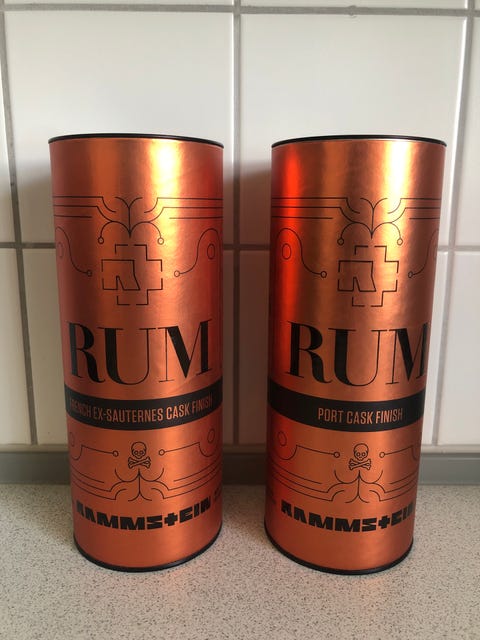 RUM
FRENCH EX-SAUTERNES CASK FINISH
RAMMSTEIN
RUM
PORT CASK FINISH
RAMMSTEIN